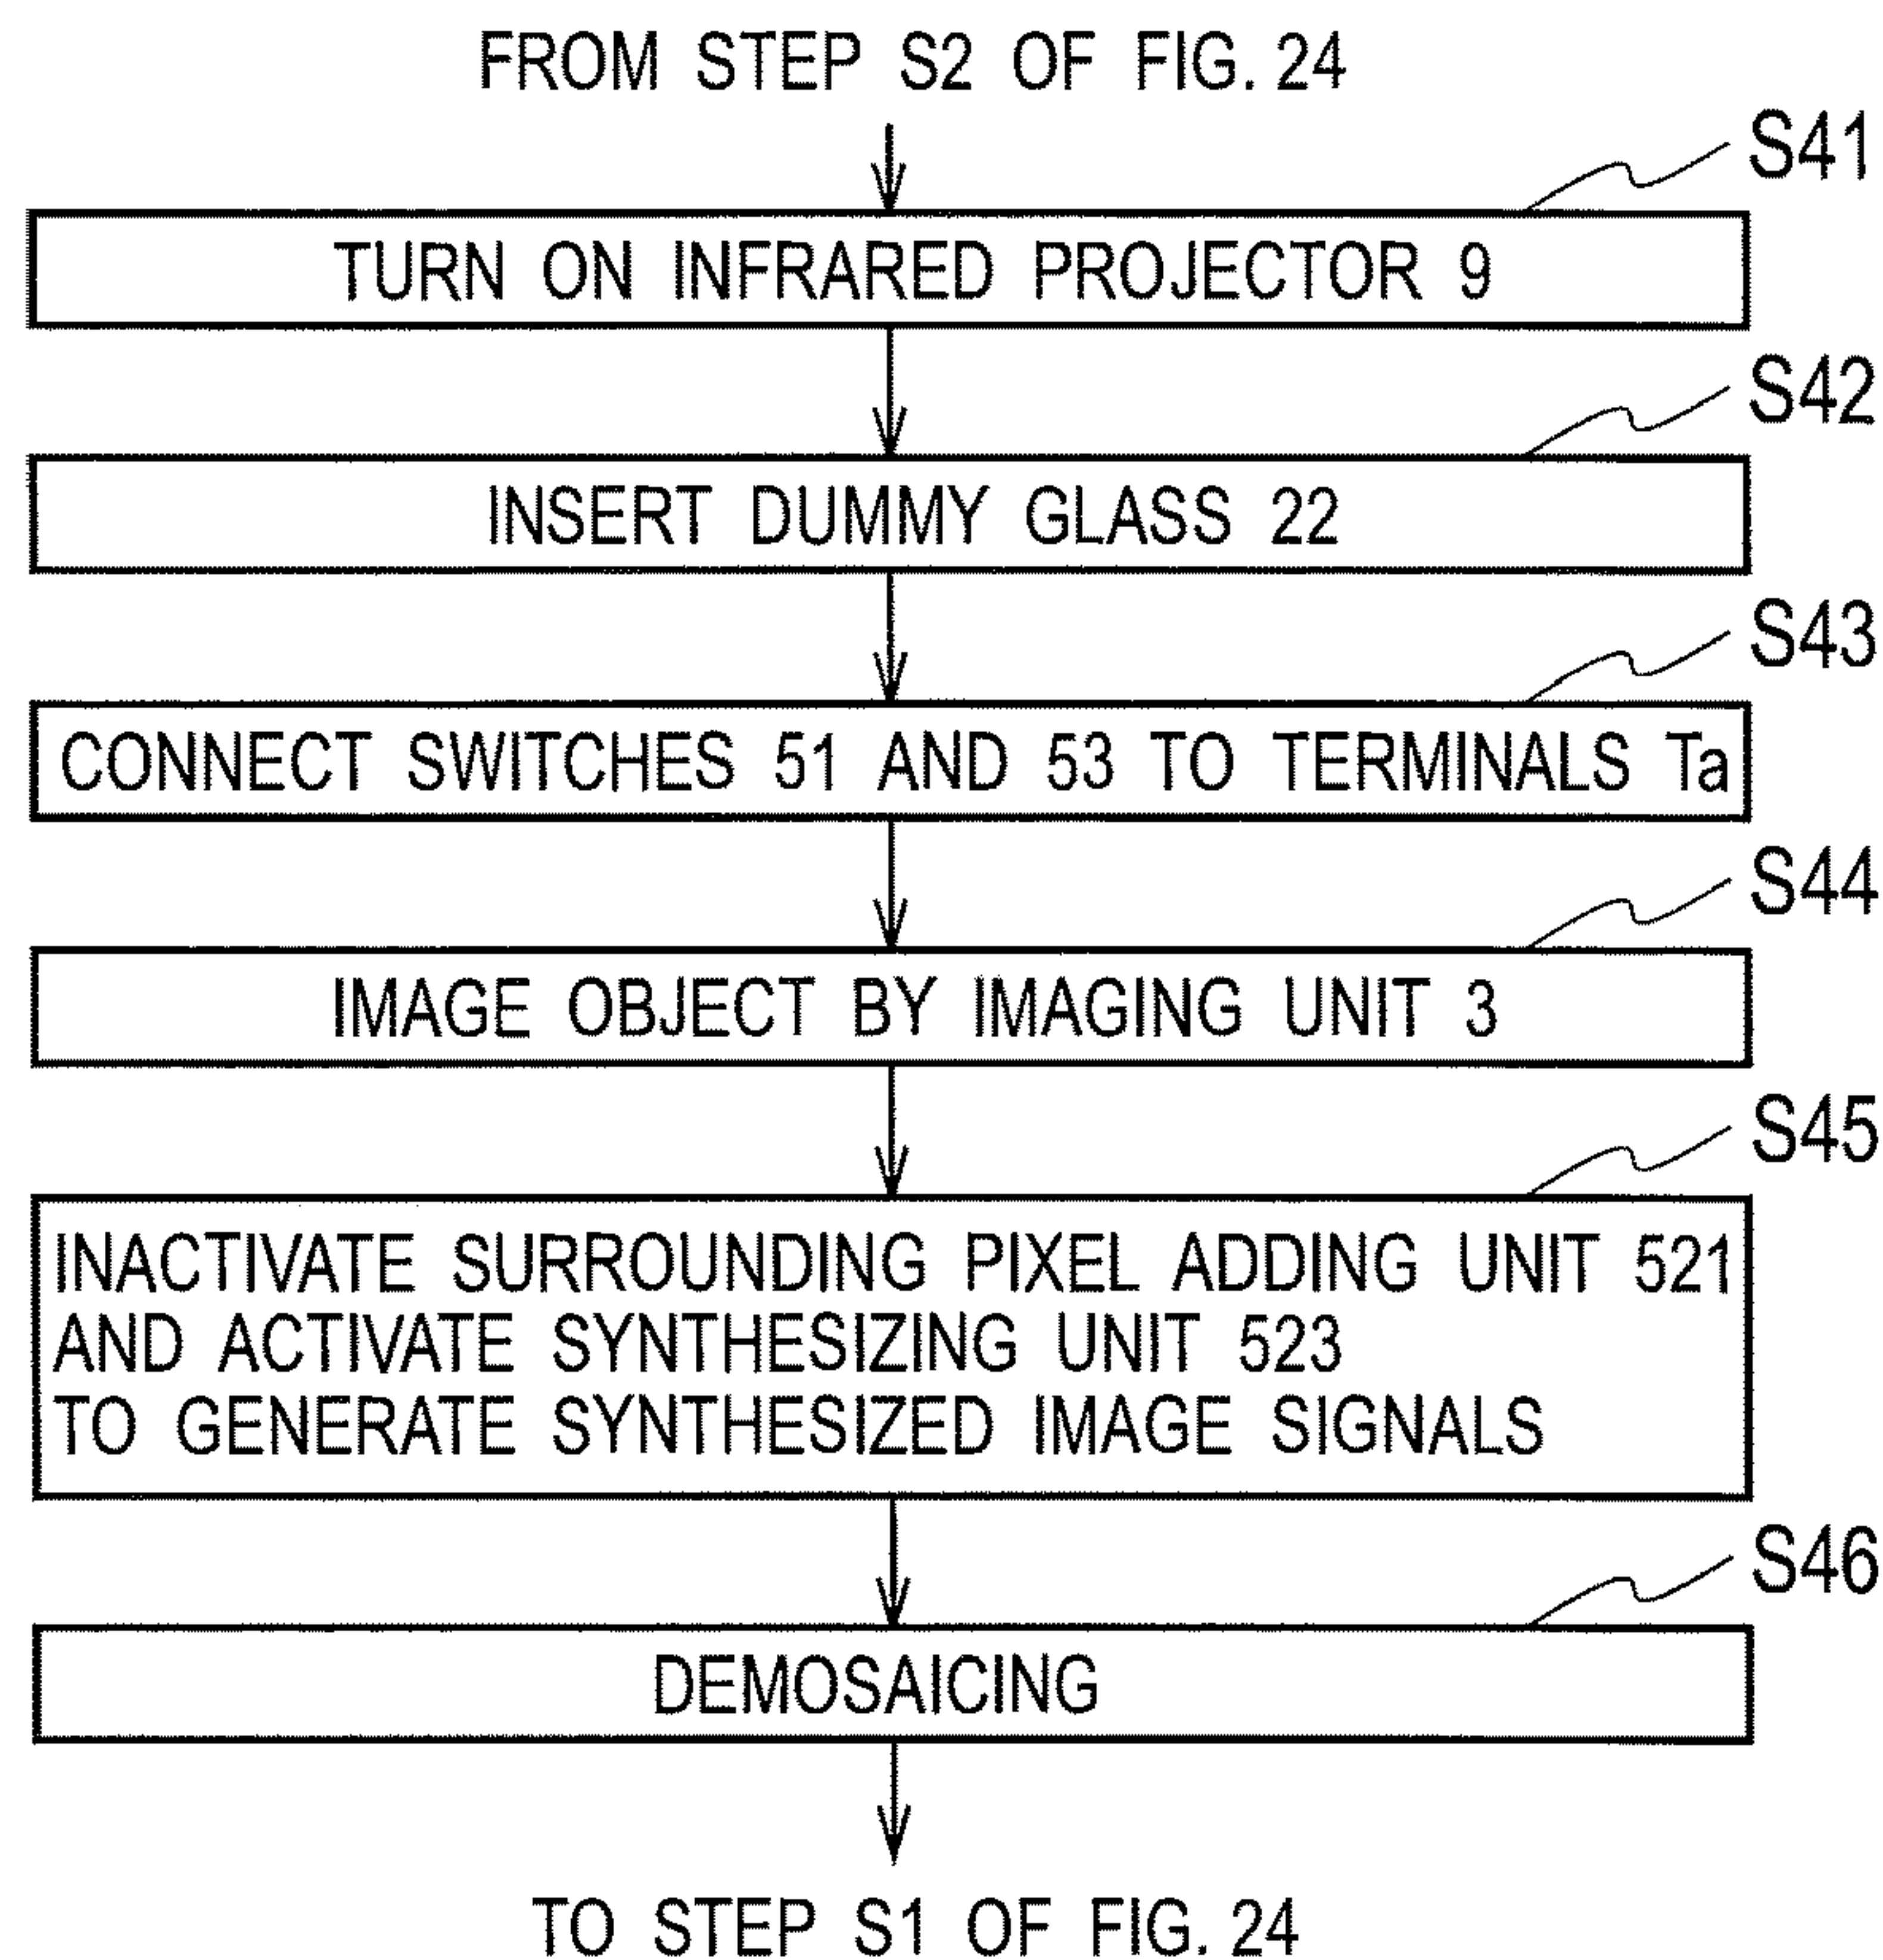 FROM STEP S2 OF FIG. 24
S41
TURN ON INFRARED PROJECTOR 9
S42
INSERT DUMMY GLASS 22
S43
CONNECT SWITCHES 51 AND 53 TO TERMINALS Ta
S44
IMAGE OBJECT BY IMAGING UNIT 3
S45
INACTIVATE SURROUNDING PIXEL ADDING UNIT 521
AND ACTIVATE SYNTHESIZING UNIT 523
TO GENERATE SYNTHESIZED IMAGE SIGNALS
S46
DEMOSAICING
TO STEP S1 OF FIG. 24